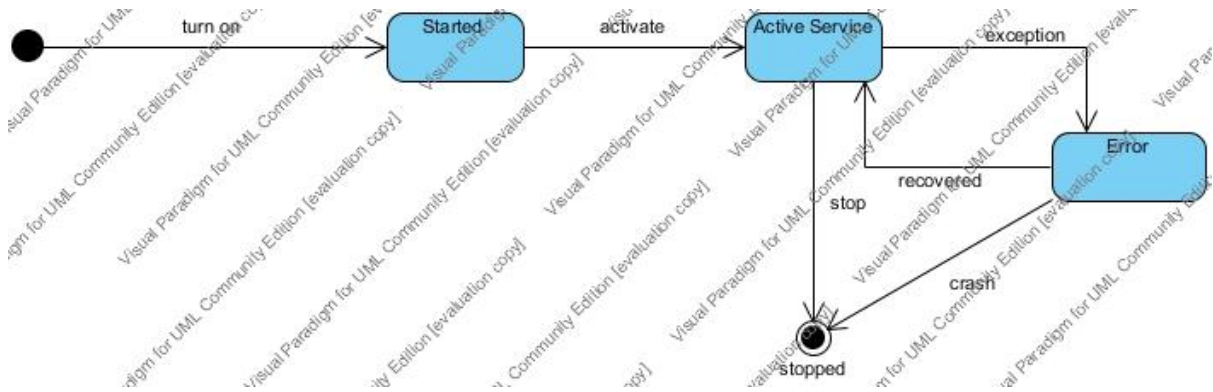 turn on
Started
activate
Active Service
exception
Error
recovered
stop
crash
stopped
Visual Paradigm for UML Community Edition [evaluation copy]